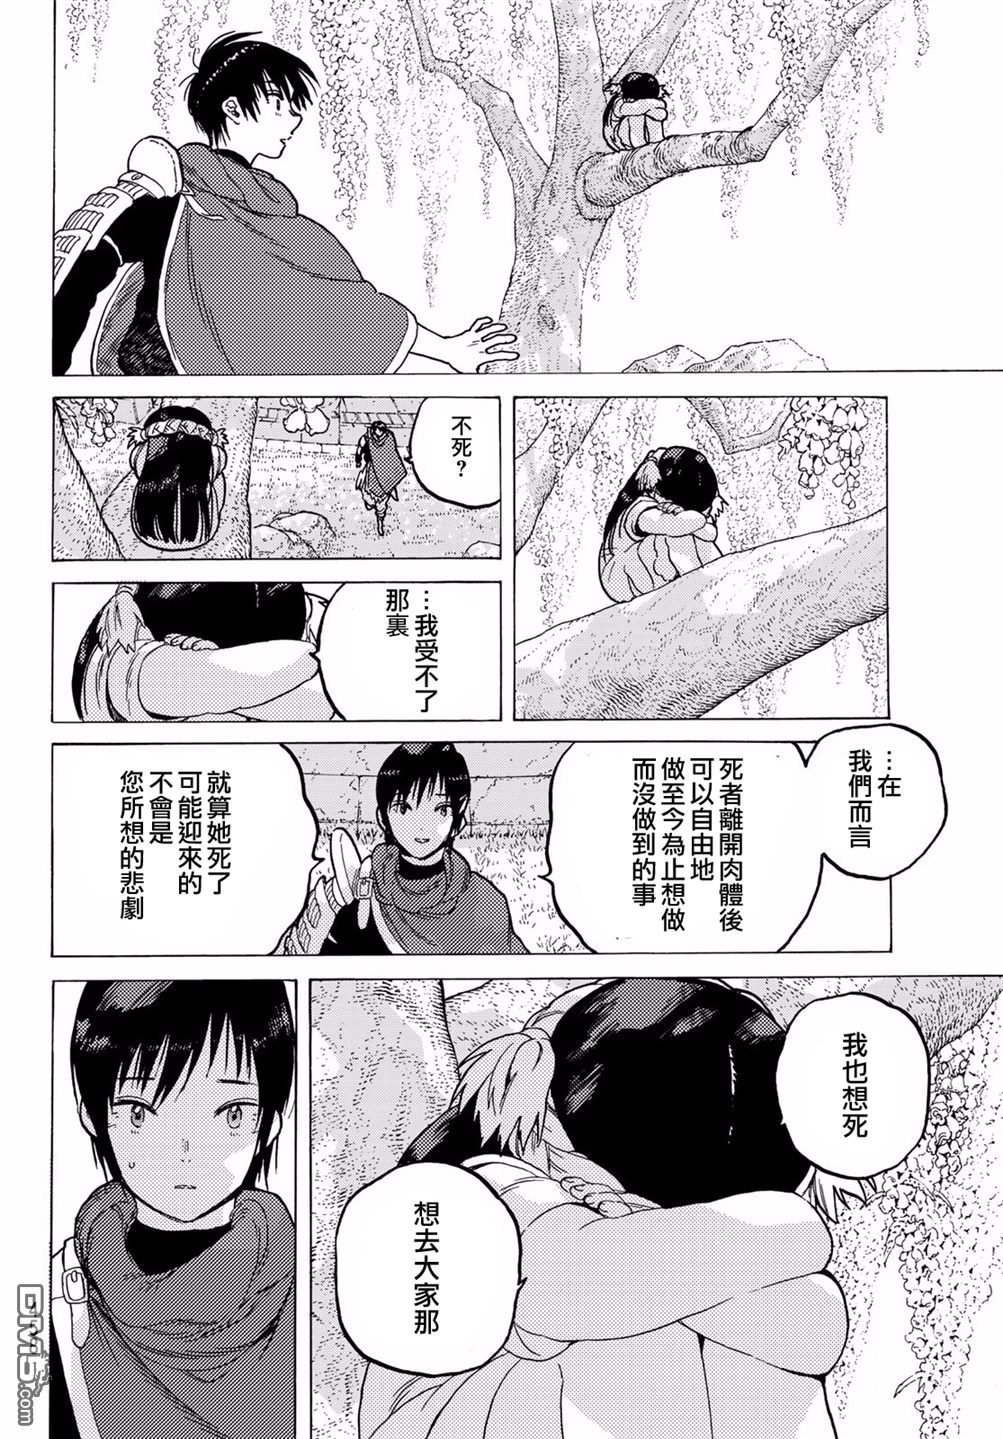 不死?
…我受不了
那裏
…在
我們而言
死者離開肉體後
可以自由地
做至今為止想做
而沒做到的事
就算她死了
可能迎來的
不會是
您所想的悲劇
我也想死
想去大家那
DM5.com